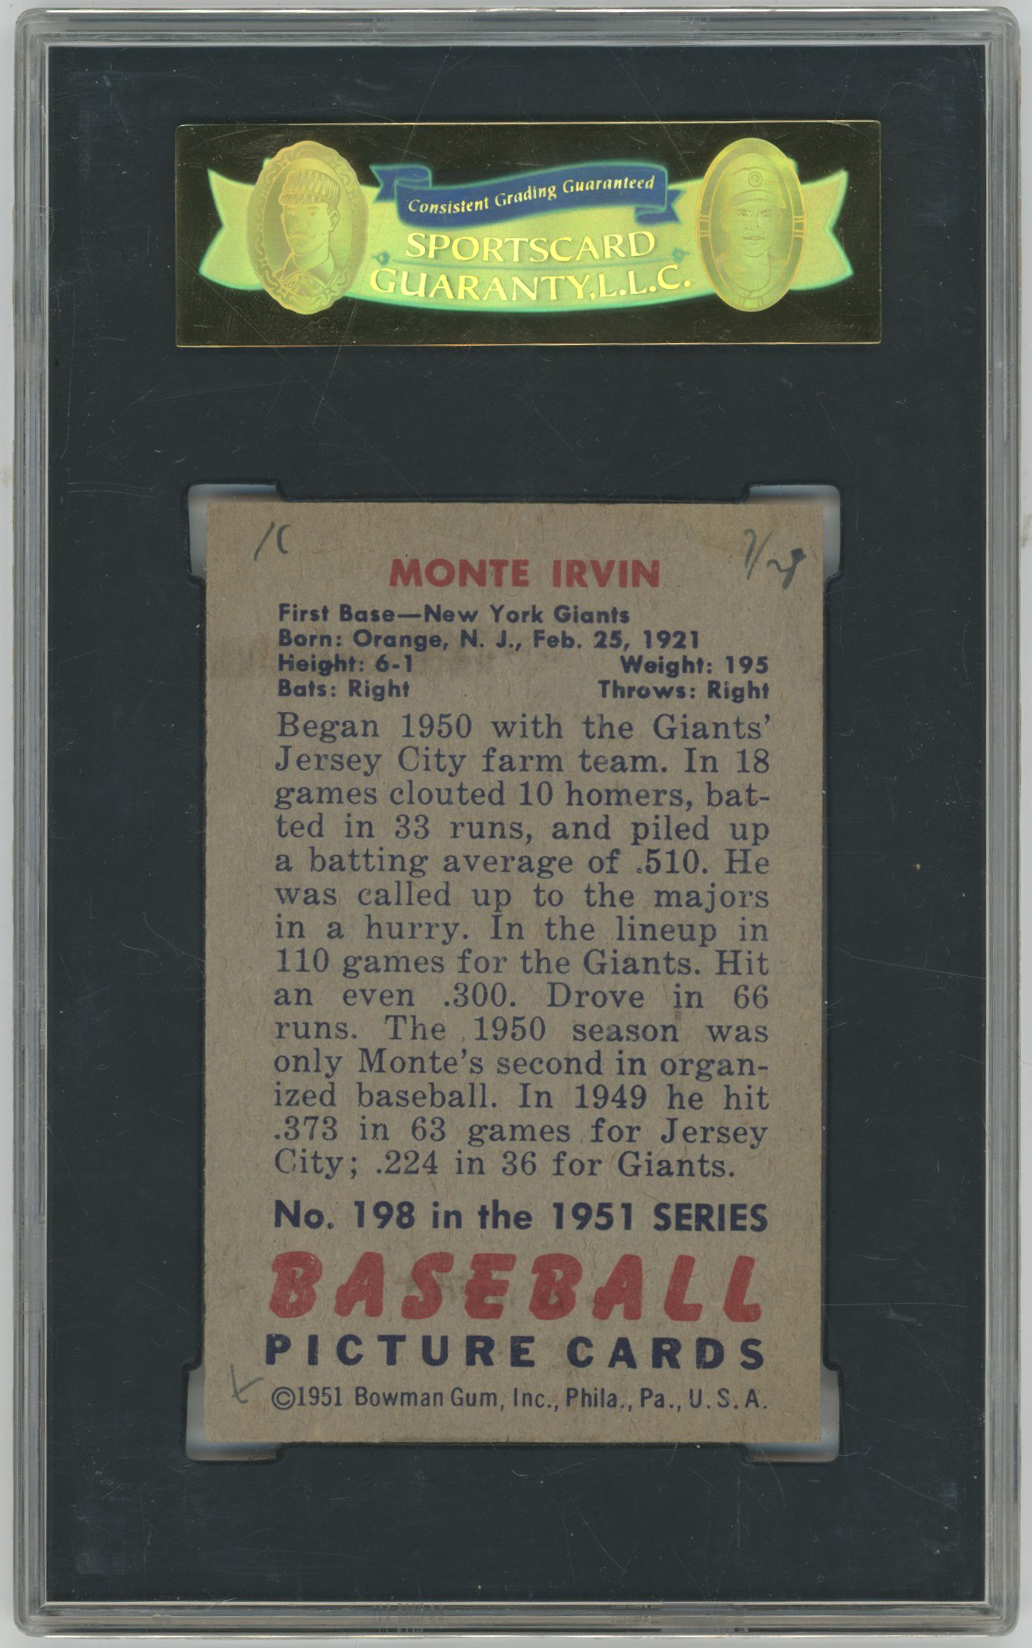 Consistent Grading Guaranteed
SPORTSCARD
GUARANTY, L.L.C.
MONTE IRVIN
First Base—New York Giants
Born: Orange, N. J., Feb. 25, 1921
Height: 6-1 Weight: 195
Bats: Right Throws: Right
Began 1950 with the Giants'
Jersey City farm team. In 18
games clouted 10 homers, bat-
ted in 33 runs, and piled up
a batting average of .510. He
was called up to the majors
in a hurry. In the lineup in
110 games for the Giants. Hit
an even .300. Drove in 66
runs. The 1950 season was
only Monte's second in organ-
ized baseball. In 1949 he hit
.373 in 63 games for Jersey
City; .224 in 36 for Giants.
No. 198 in the 1951 SERIES
BASEBALL
PICTURE CARDS
©1951 Bowman Gum, Inc., Phila., Pa., U. S. A.